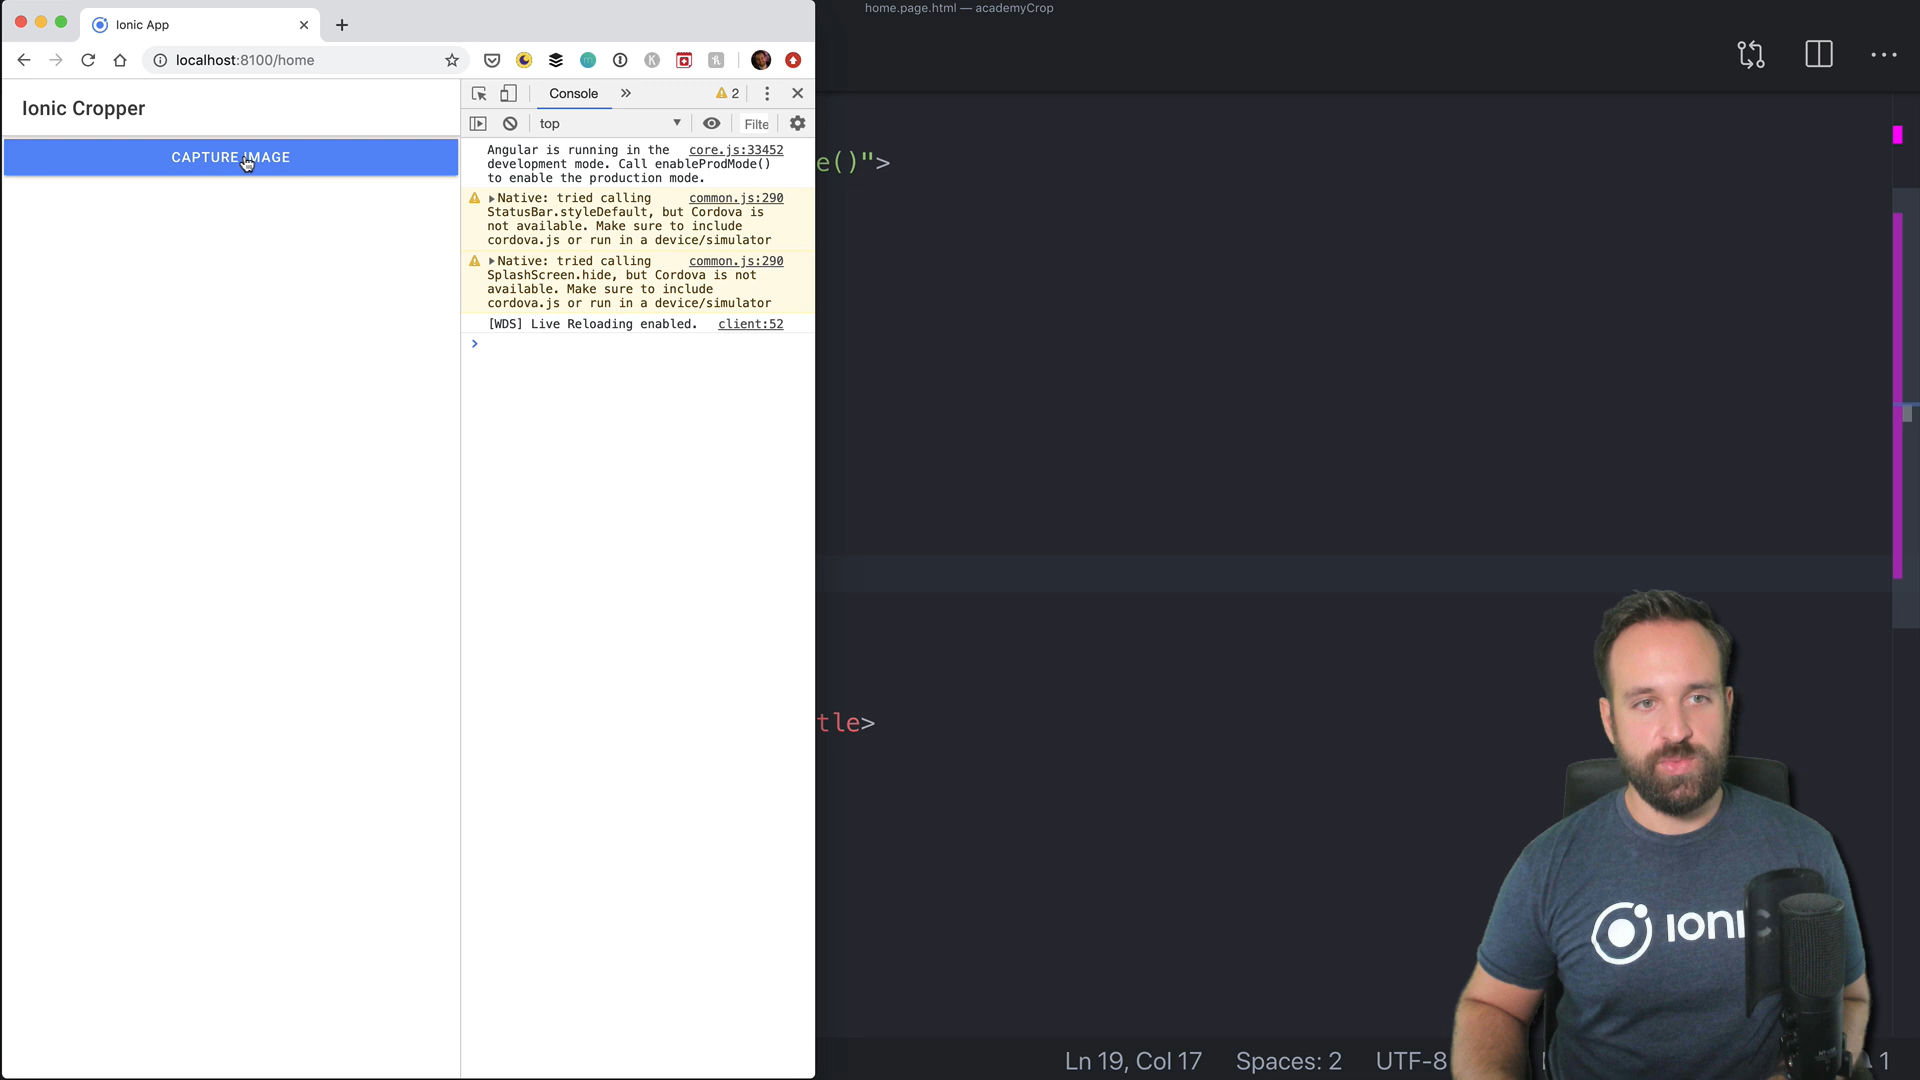 home.page.html — academyCrop
Ionic App
localhost:8100/home
Ionic Cropper
CAPTURE IMAGE
Console
2
top
Filte
Angular is running in the core.js:33452
development mode. Call enableProdMode()
to enable the production mode.
Native: tried calling common.js:290
StatusBar.styleDefault, but Cordova is
not available. Make sure to include
cordova.js or run in a device/simulator
Native: tried calling common.js:290
SplashScreen.hide, but Cordova is not
available. Make sure to include
cordova.js or run in a device/simulator
[WDS] Live Reloading enabled. client:52
e()">
tle>
IONIC
Ln 19, Col 17 Spaces: 2 UTF-8 1